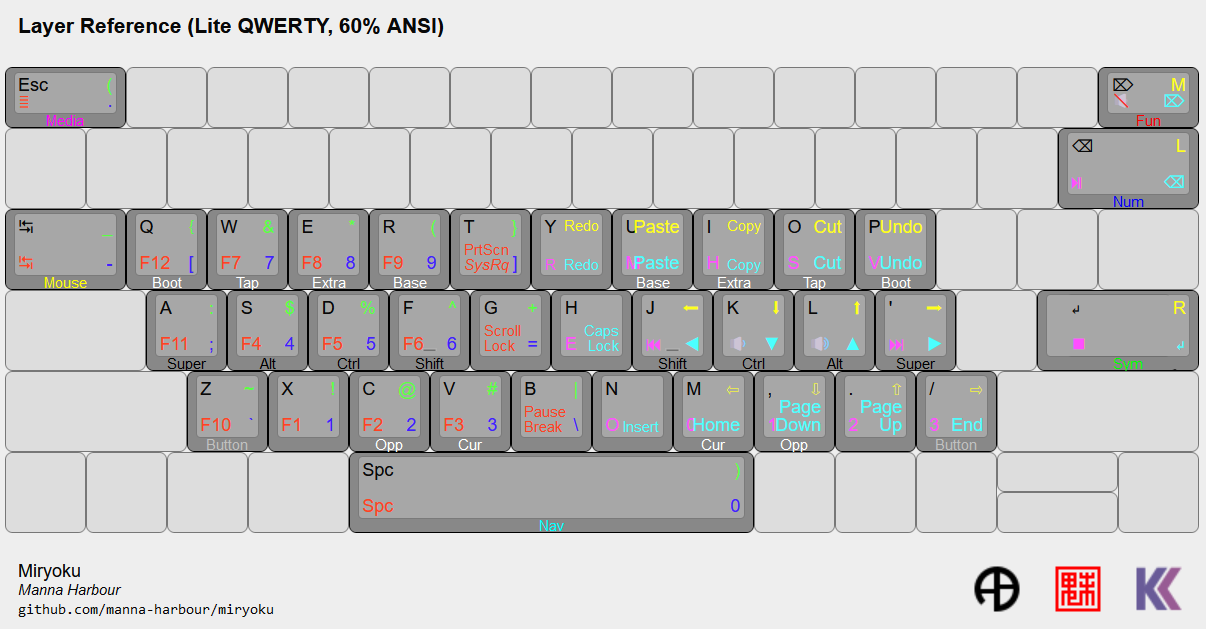 Layer Reference (Lite QWERTY, 60% ANSI)
Esc (
.
Media
M
Fun
L
Num
_
-
Mouse
Q {
F12 [
Boot
W &
F7 7
Tap
E *
F8 8
Extra
R (
F9 9
Base
T }
PrtScn
SysRq ]
Y Redo
R Redo
U Paste
N Paste
Base
I Copy
H Copy
Extra
O Cut
S Cut
Tap
P Undo
V Undo
Boot
A :
F11 ;
Super
S $
F4 4
Alt
D %
F5 5
Ctrl
F ^
F6_ 6
Shift
G +
Scroll
Lock =
H
E Caps
Lock
J
_
Shift
K
Ctrl
L
Alt
'
Super
R
Sym
Z ~
F10 `
Button
X !
F1 1
C @
F2 2
Opp
V #
F3 3
Cur
B |
Pause
Break \
N
O Insert
M
0 Home
Cur
,
Page
1 Down
Opp
.
Page
2 Up
/
3 End
Button
Spc )
Spc 0
Nav
Miryoku
Manna Harbour
github.com/manna-harbour/miryoku